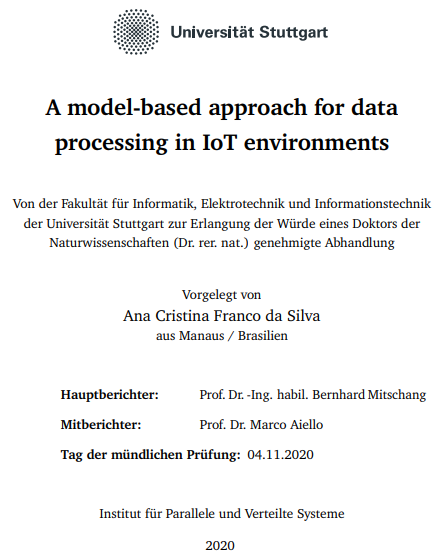 Universität Stuttgart
A model-based approach for data
processing in IoT environments
Von der Fakultät für Informatik, Elektrotechnik und Informationstechnik
der Universität Stuttgart zur Erlangung der Würde eines Doktors der
Naturwissenschaften (Dr. rer. nat.) genehmigte Abhandlung
Vorgelegt von
Ana Cristina Franco da Silva
aus Manaus / Brasilien
Hauptberichter: Prof. Dr. -Ing. habil. Bernhard Mitschang
Mitberichter: Prof. Dr. Marco Aiello
Tag der mündlichen Prüfung: 04.11.2020
Institut für Parallele und Verteilte Systeme
2020